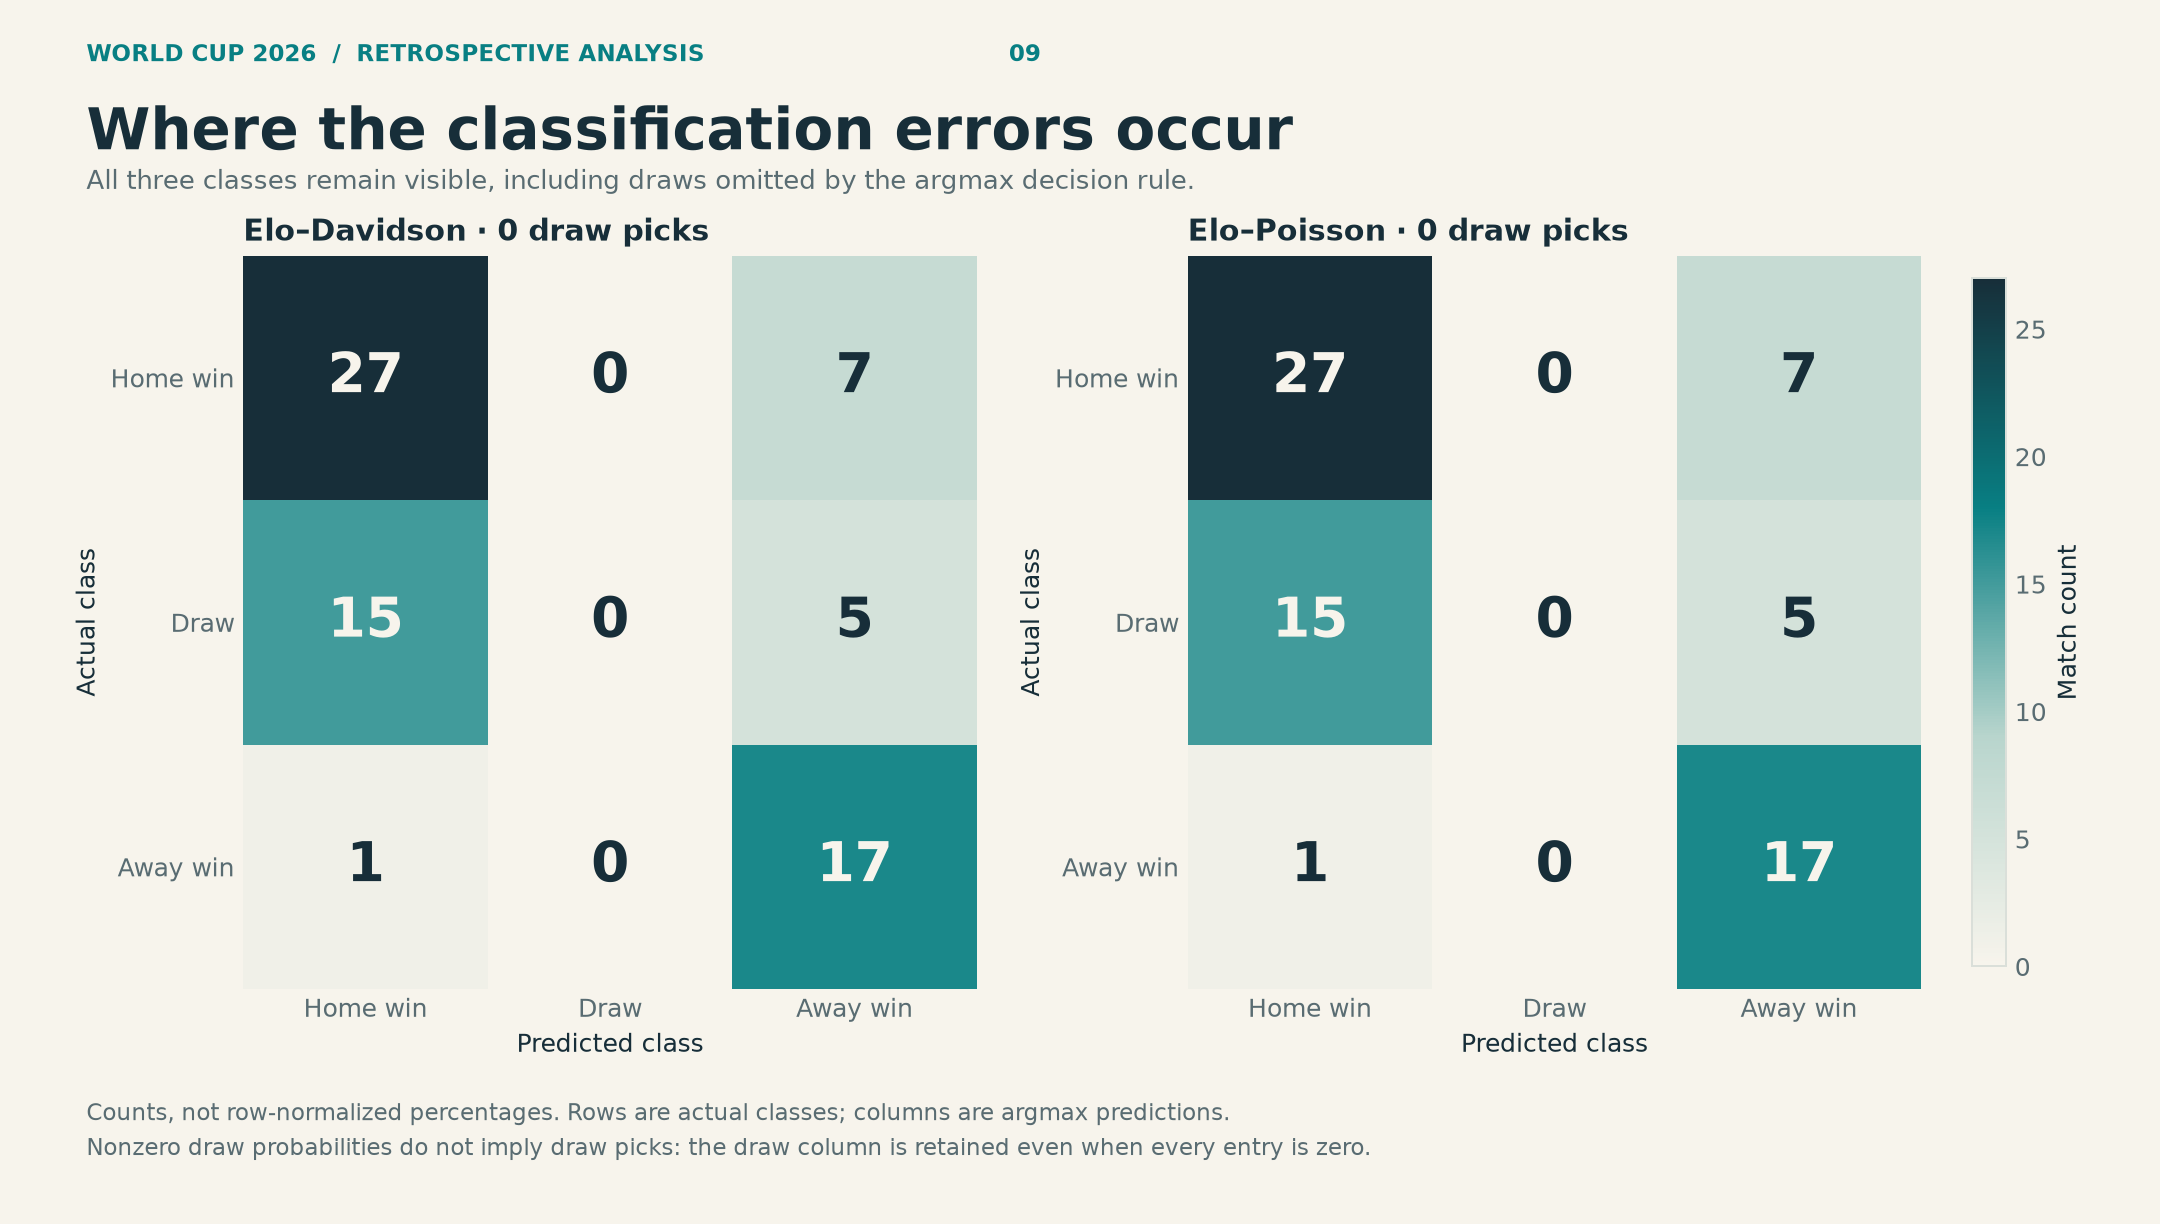 WORLD CUP 2026 / RETROSPECTIVE ANALYSIS 09
Where the classification errors occur
All three classes remain visible, including draws omitted by the argmax decision rule.
Elo–Davidson · 0 draw picks
Actual class
Home win 27 0 7
Draw 15 0 5
Away win 1 0 17
Home win Draw Away win
Predicted class
Elo–Poisson · 0 draw picks
Actual class
Home win 27 0 7
Draw 15 0 5
Away win 1 0 17
Home win Draw Away win
Predicted class
25
20
15
10
5
0
Match count
Counts, not row-normalized percentages. Rows are actual classes; columns are argmax predictions.
Nonzero draw probabilities do not imply draw picks: the draw column is retained even when every entry is zero.